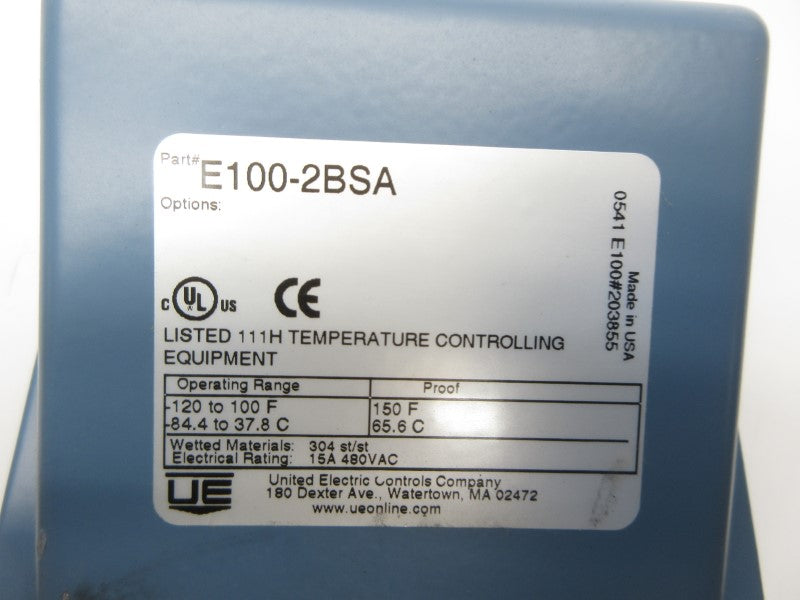 Part# E100-2BSA
Options:
0541 E100#203855
Made in USA
C UL US CE
LISTED 111H TEMPERATURE CONTROLLING
EQUIPMENT
Operating Range Proof
-120 to 100 F 150 F
-84.4 to 37.8 C 65.6 C
Wetted Materials: 304 st/st
Electrical Rating: 15A 480VAC
UE
United Electric Controls Company
180 Dexter Ave., Watertown, MA 02472
www.ueonline.com